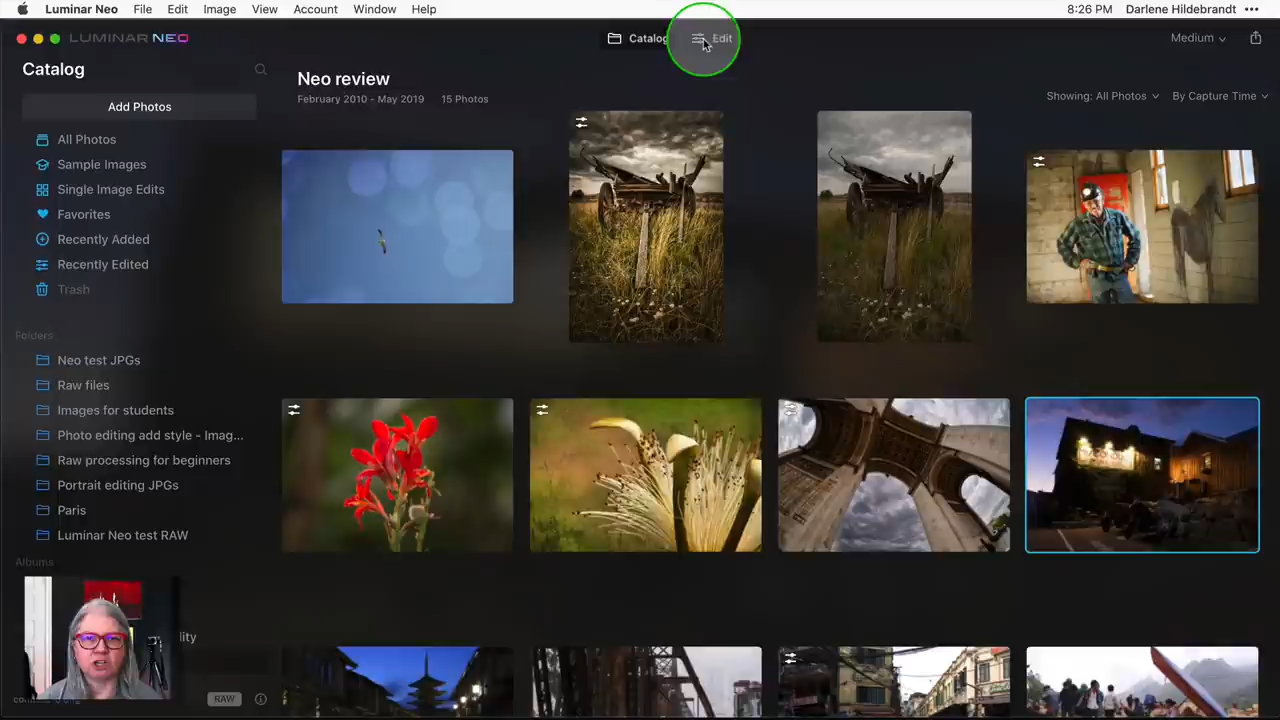 Luminar Neo File Edit Image View Account Window Help 8:26 PM Darlene Hildebrandt
LUMINAR NEO Catalog Edit Medium
Catalog
Add Photos
All Photos
Sample Images
Single Image Edits
Favorites
Recently Added
Recently Edited
Trash
Folders
Neo test JPGs
Raw files
Images for students
Photo editing add style - Imag...
Raw processing for beginners
Portrait editing JPGs
Paris
Luminar Neo test RAW
Albums
RAW
Neo review
February 2010 - May 2019 15 Photos
Showing: All Photos By Capture Time